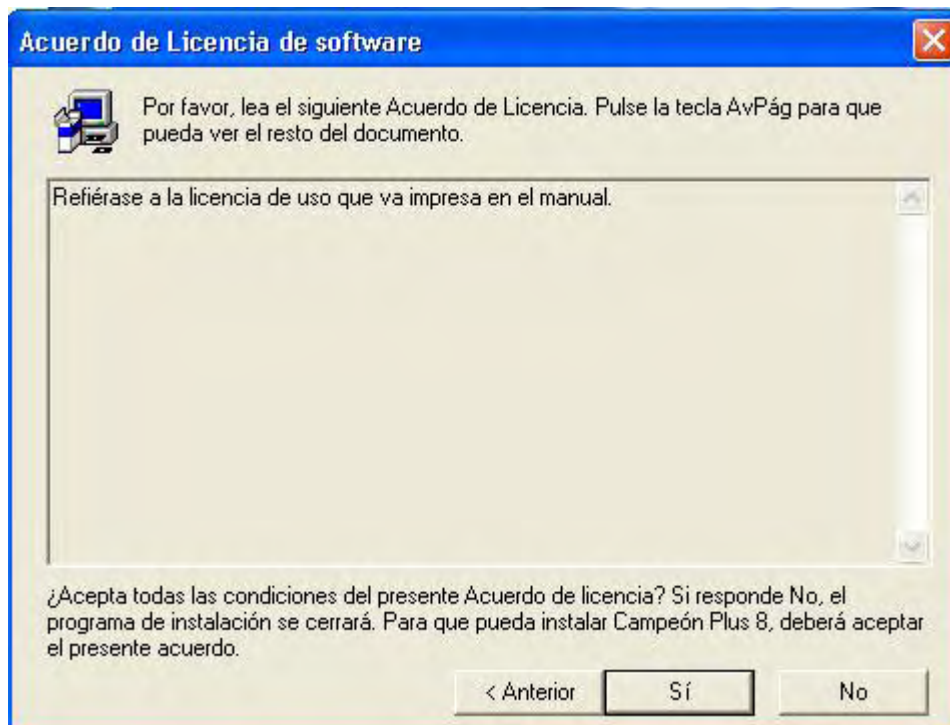 Acuerdo de Licencia de software
Por favor, lea el siguiente Acuerdo de Licencia. Pulse la tecla AvPág para que
pueda ver el resto del documento.
Refiérase a la licencia de uso que va impresa en el manual.
¿Acepta todas las condiciones del presente Acuerdo de licencia? Si responde No, el
programa de instalación se cerrará. Para que pueda instalar Campeón Plus 8, deberá aceptar
el presente acuerdo.
< Anterior Sí No